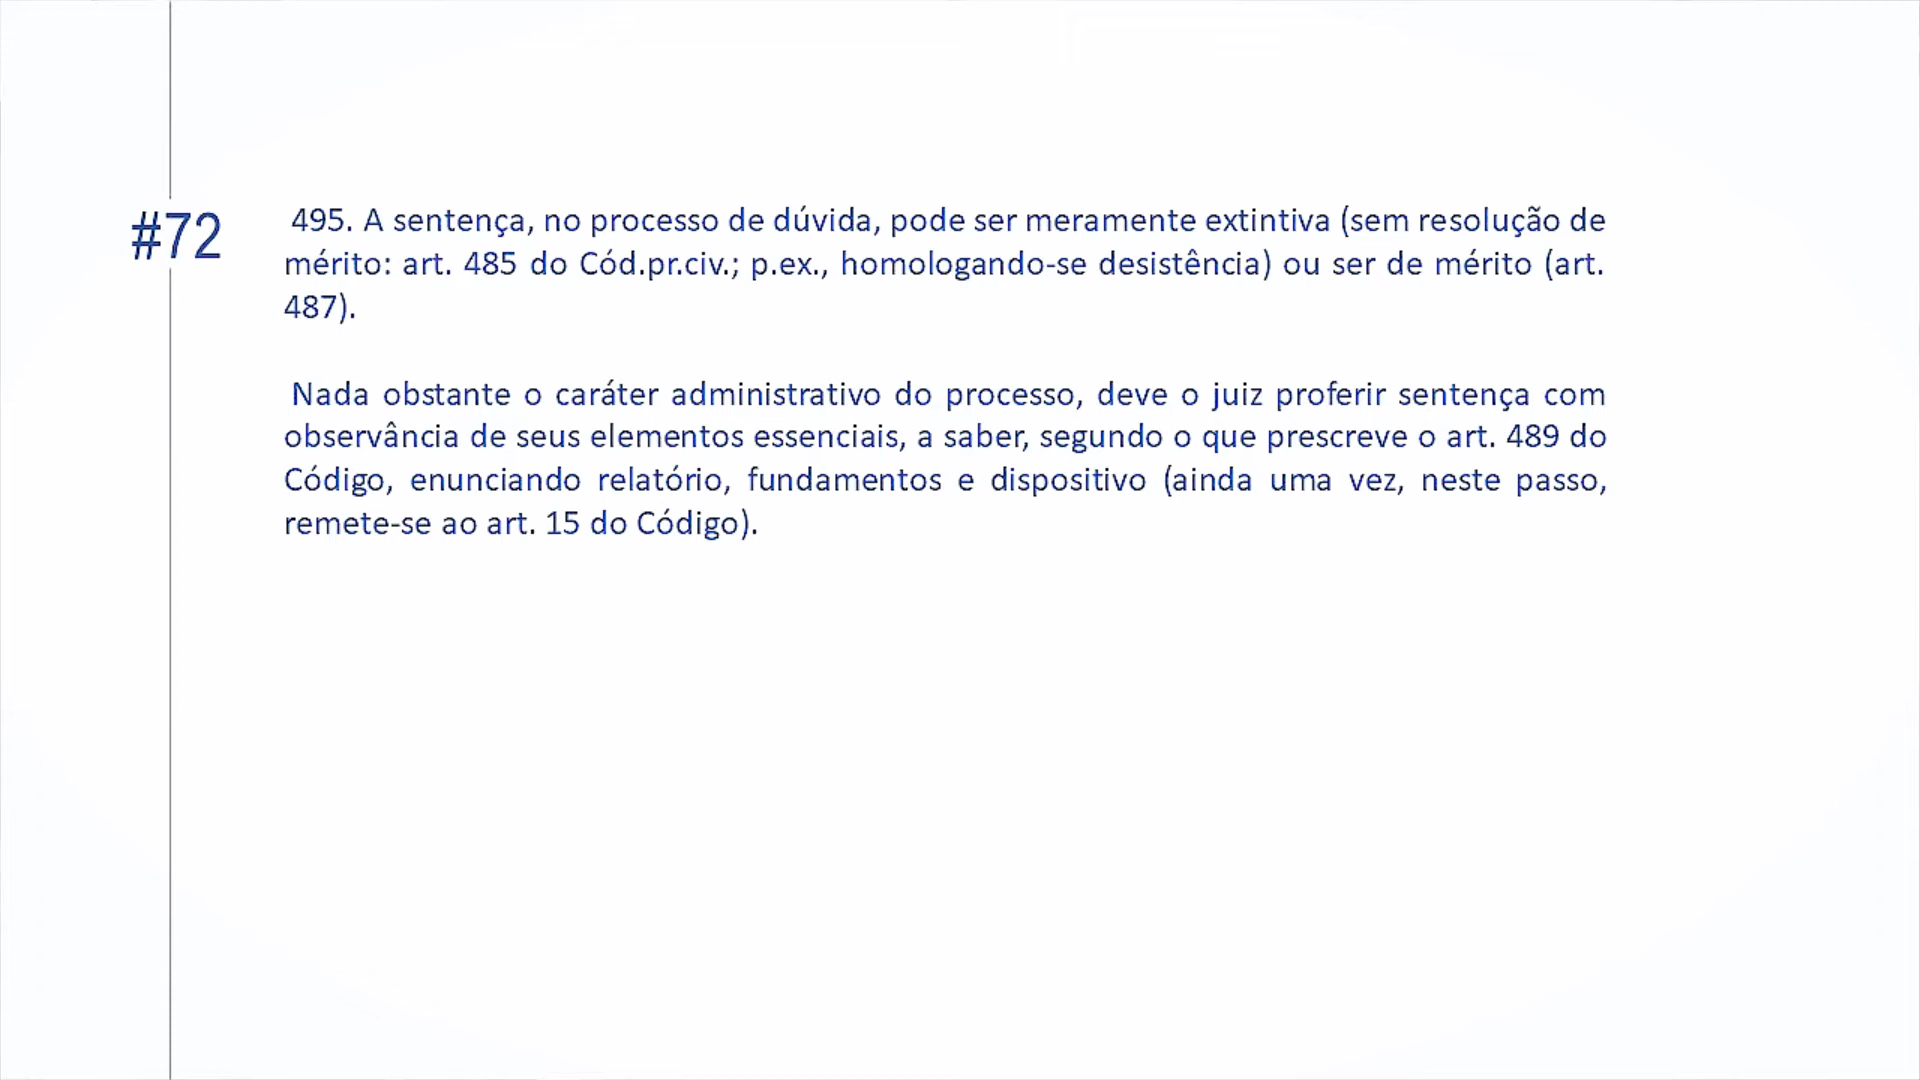 #72
495. A sentença, no processo de dúvida, pode ser meramente extintiva (sem resolução de
mérito: art. 485 do Cód.pr.civ.; p.ex., homologando-se desistência) ou ser de mérito (art.
487).
Nada obstante o caráter administrativo do processo, deve o juiz proferir sentença com
observância de seus elementos essenciais, a saber, segundo o que prescreve o art. 489 do
Código, enunciando relatório, fundamentos e dispositivo (ainda uma vez, neste passo,
remete-se ao art. 15 do Código).